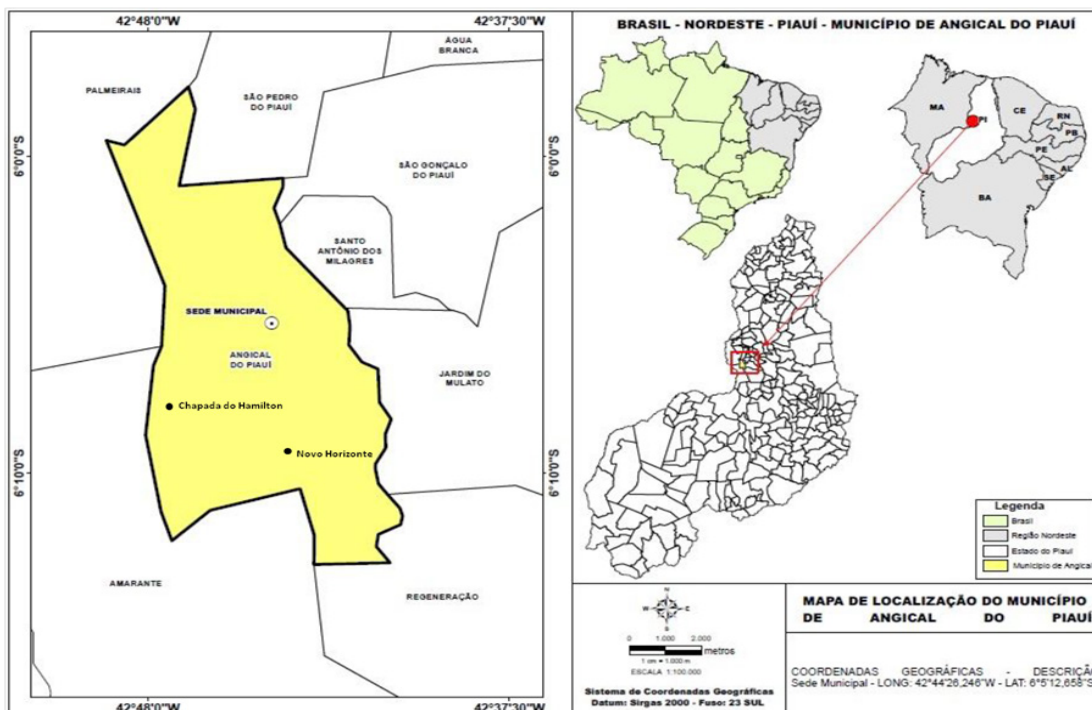 42°48'0"W
42°37'30"W
ÁGUA
BRANCA
PALMEIRAIS
SÃO PEDRO
DO PIAUÍ
6°0'0"S
6°0'0"S
SÃO GONÇALO
DO PIAUÍ
SANTO
ANTÔNIO DOS
MILAGRES
SEDE MUNICIPAL
ANGICAL
DO PIAUÍ
JARDIM DO
MULATO
Chapada do Hamilton
Novo Horizonte
6°10'0"S
6°10'0"S
AMARANTE
REGENERAÇÃO
42°48'0"W
42°37'30"W
BRASIL - NORDESTE - PIAUÍ - MUNICÍPIO DE ANGICAL DO PIAUÍ
MA
PI
CE
RN
PB
PE
AL
SE
BA
Legenda
Brasil
Região Nordeste
Estado do Piauí
Município de Angical
N
W
E
S
0 1.000 2.000
metros
1 cm = 1.000 m
ESCALA 1:100.000
Sistema de Coordenadas Geográficas
Datum: Sirgas 2000 - Fuso: 23 SUL
MAPA DE LOCALIZAÇÃO DO MUNICÍPIO
DE ANGICAL DO PIAUÍ
COORDENADAS GEOGRÁFICAS - DESCRIÇÃO
Sede Municipal - LONG: 42°44'26,246"W - LAT: 6°5'12,658"S